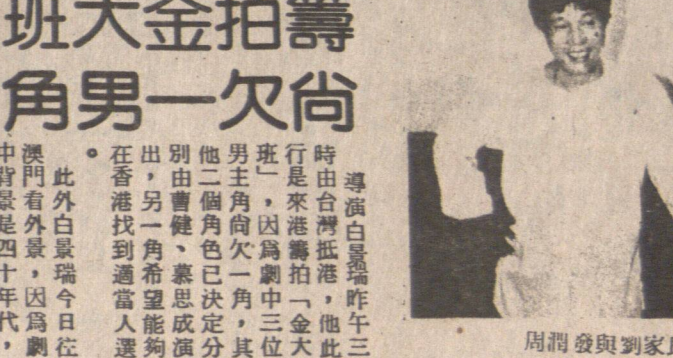 籌拍金大班
尚欠一男角
導演白景瑞昨午三
時由台灣抵港，他此
行是來港籌拍「金大
班」，因爲劇中三位
男主角尚欠一角，其
他二個角色已決定分
別由曹健、慕思成演
出，另一角希望能夠
在香港找到適當人選
。
此外白景瑞今日往
澳門看外景，因爲劇
中背景是四十年代，
周潤發與劉家